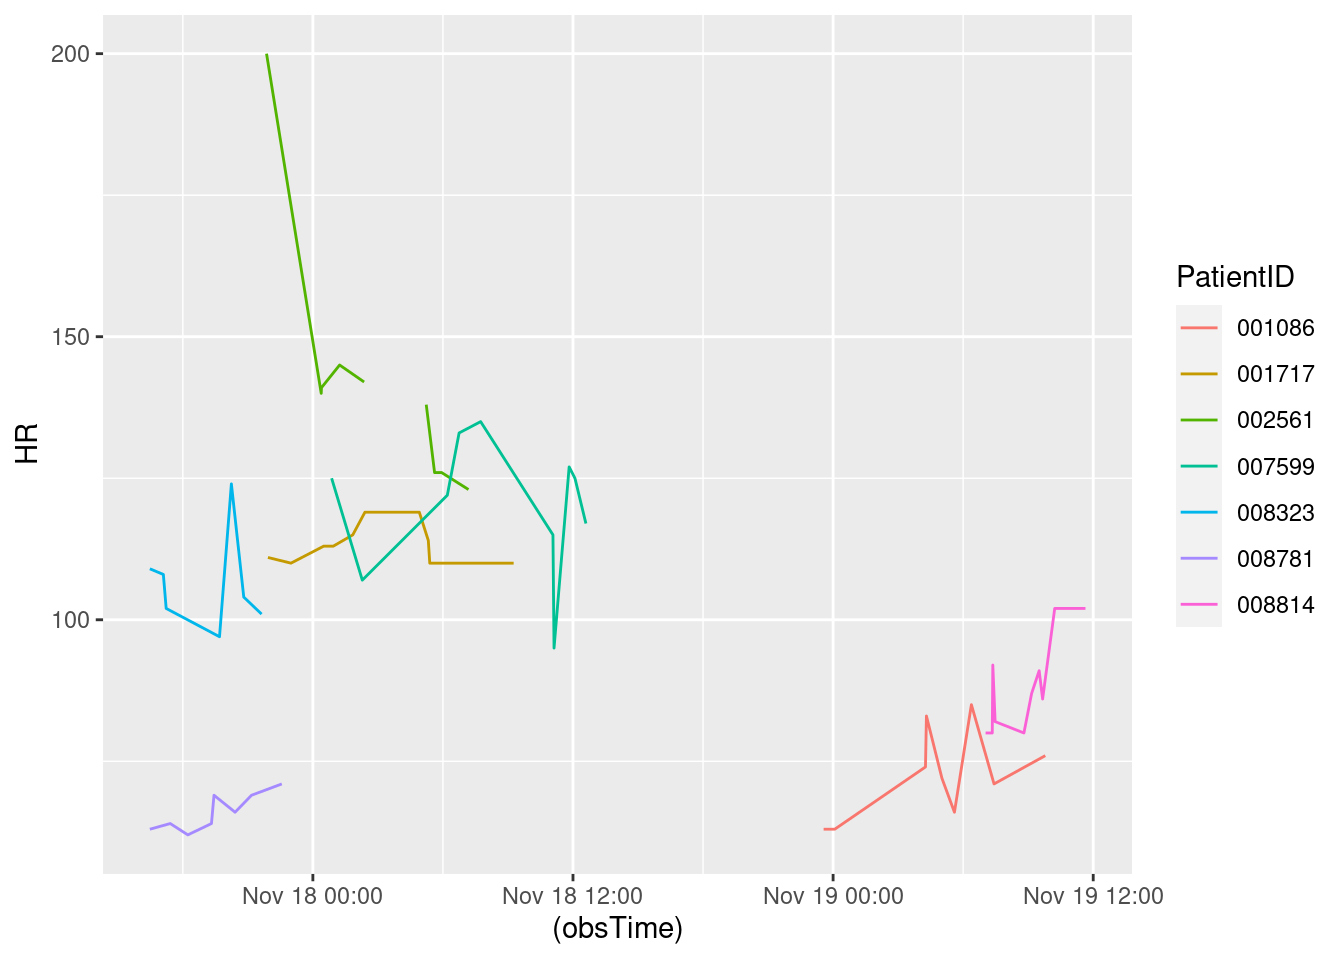 200
150
100
HR
Nov 18 00:00
Nov 18 12:00
Nov 19 00:00
Nov 19 12:00
(obsTime)
PatientID
001086
001717
002561
007599
008323
008781
008814